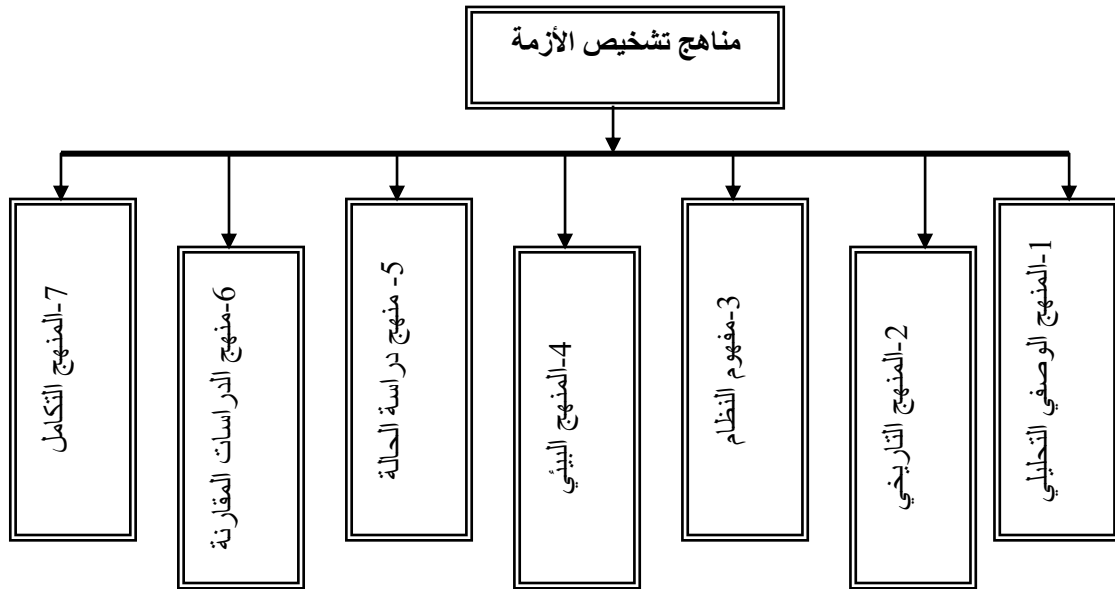 مناهج تشخيص الأزمة
1-المنهج الوصفي التحليلي
2-المنهج التاريخي
3-مفهوم النظام
4-المنهج البيئي
5- منهج دراسة الحالة
6-منهج الدراسات المقارنة
7-المنهج التكامل